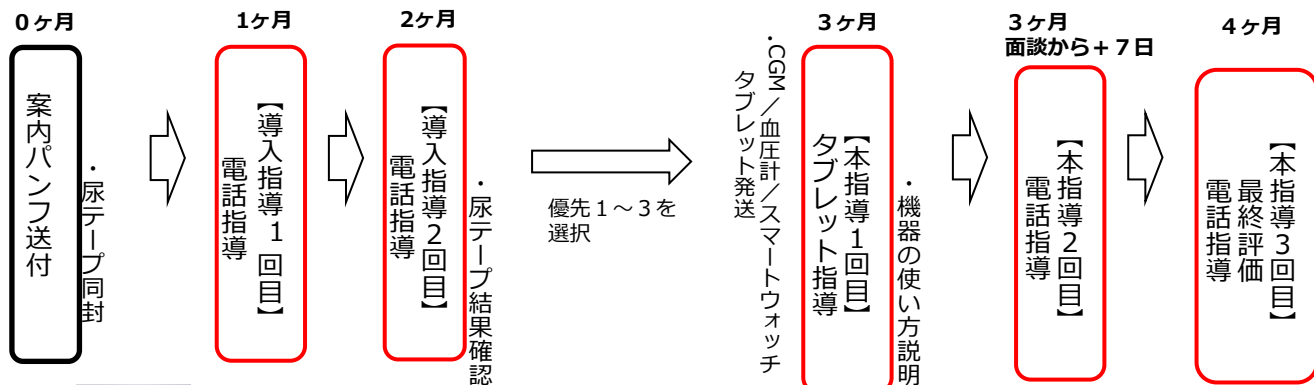 ０ヶ月
案内パンフ送付
・尿テープ同封
1ヶ月
【導入指導１回目】
電話指導
2ヶ月
【導入指導２回目】
電話指導
・尿テープ結果確認
優先１～３を
選択
・CGM／血圧計／スマートウォッチ
タブレット発送
３ヶ月
【本指導１回目】
タブレット指導
・機器の使い方説明
３ヶ月
面談から＋７日
【本指導２回目】
電話指導
４ヶ月
【本指導３回目】
最終評価
電話指導